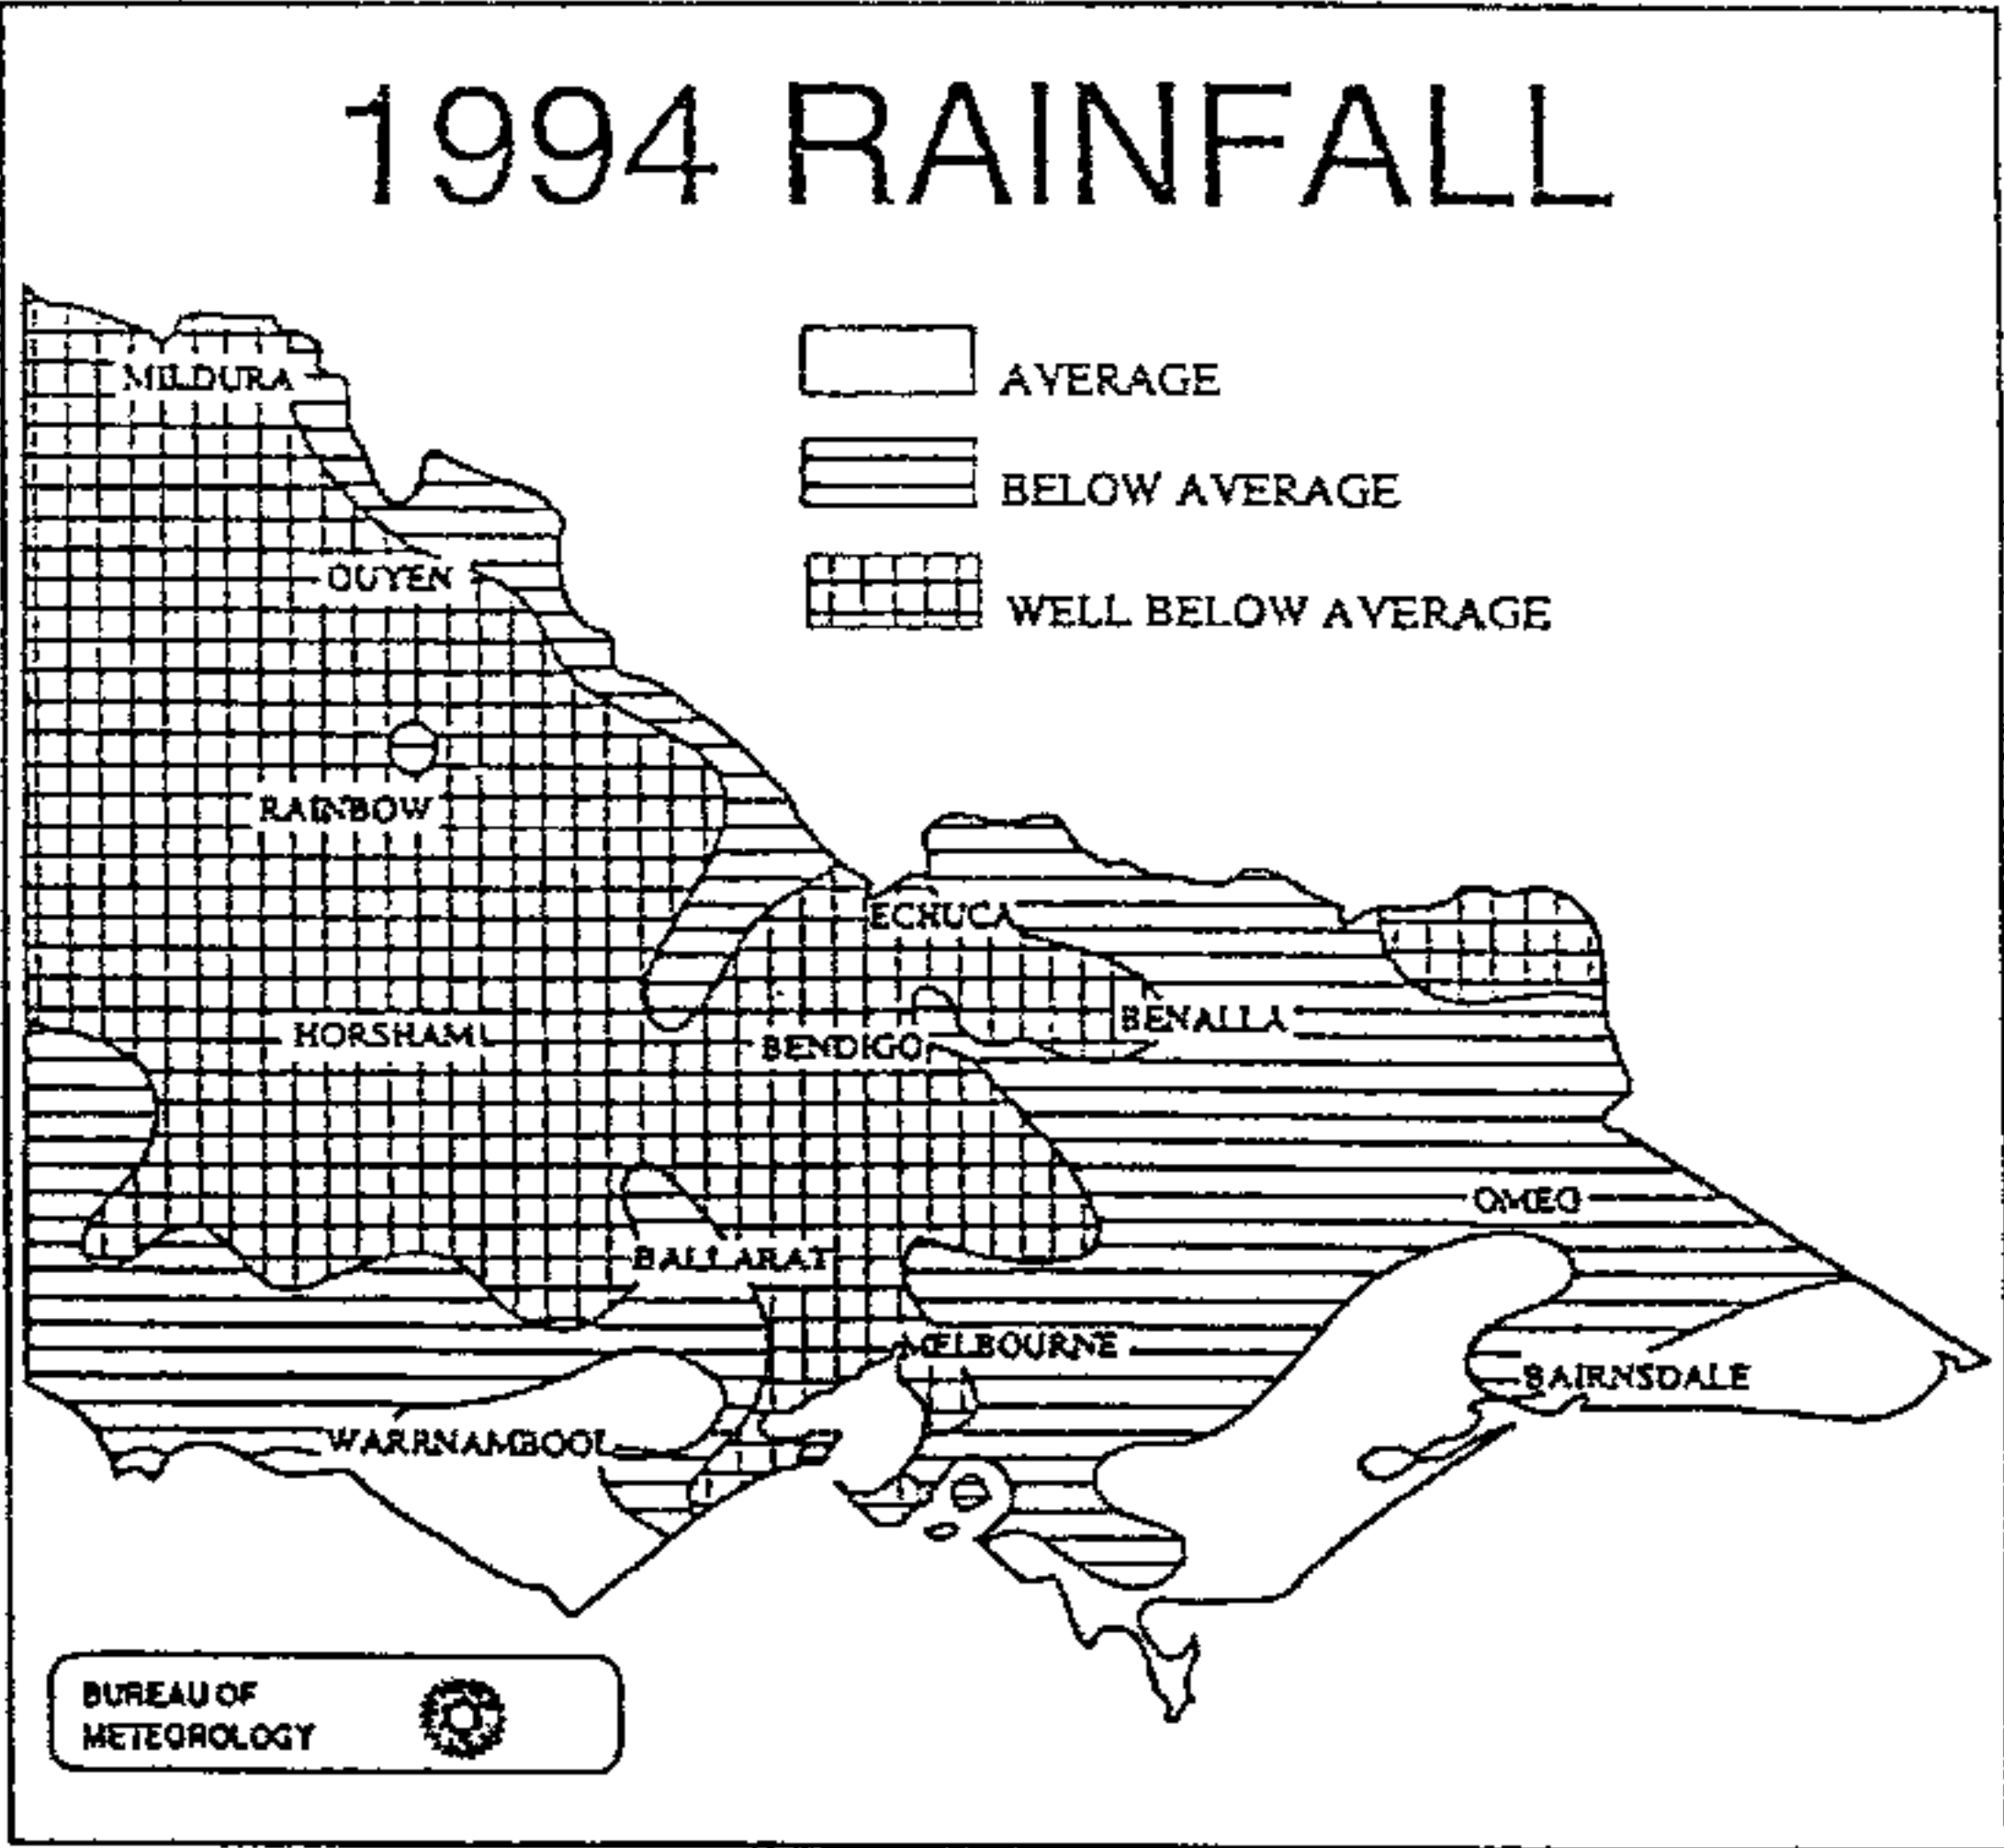 1994 RAINFALL
AVERAGE
BELOW AVERAGE
WELL BELOW AVERAGE
MILDURA
OUYEN
RAINBOW
ECHUCA
HORSHAM
BENDIGO
BENALLA
OMEO
BALLARAT
MELBOURNE
BAIRNSDALE
WARRNAMBOOL
BUREAU OF
METEOROLOGY